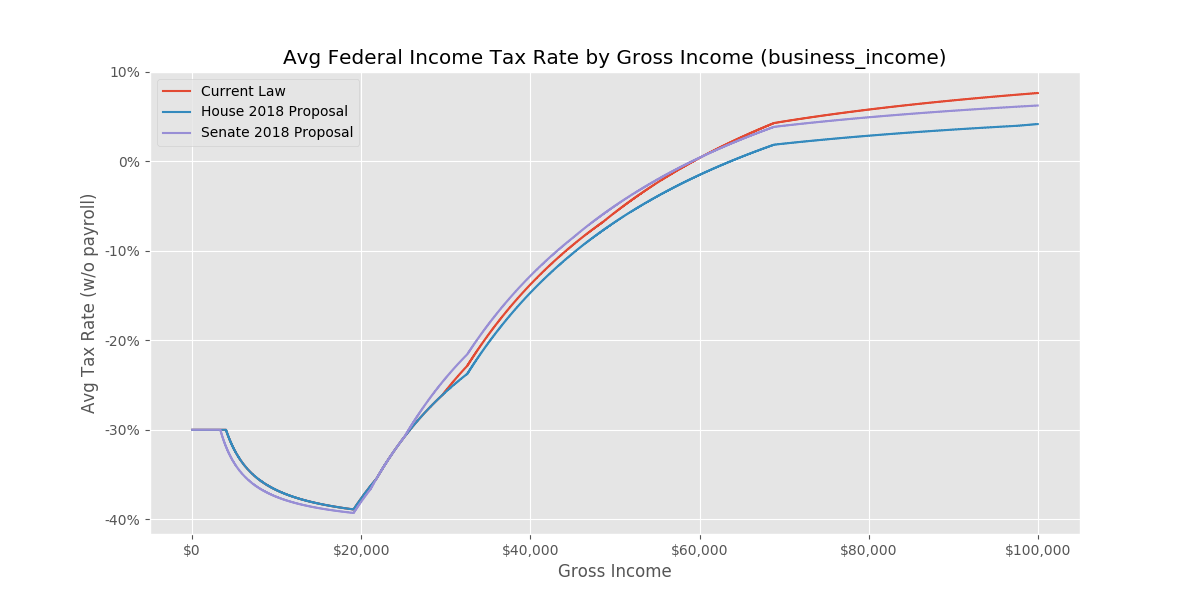 Avg Federal Income Tax Rate by Gross Income (business_income)
Current Law
House 2018 Proposal
Senate 2018 Proposal
Avg Tax Rate (w/o payroll)
10%
0%
-10%
-20%
-30%
-40%
$0
$20,000
$40,000
$60,000
$80,000
$100,000
Gross Income